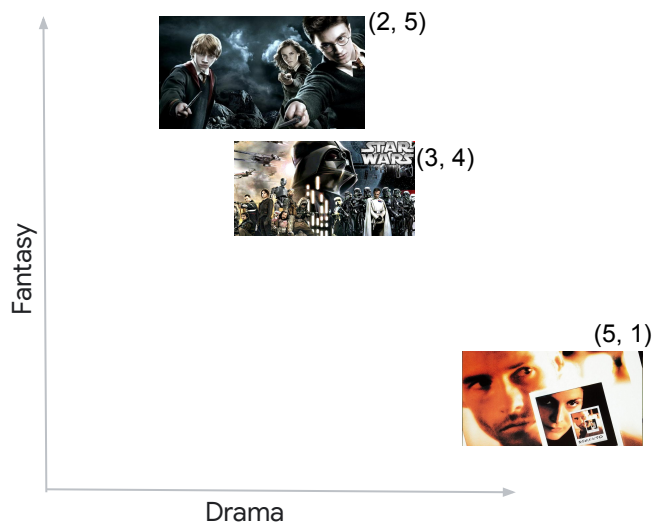 (2, 5)
STAR
WARS
(3, 4)
Fantasy
(5, 1)
Drama